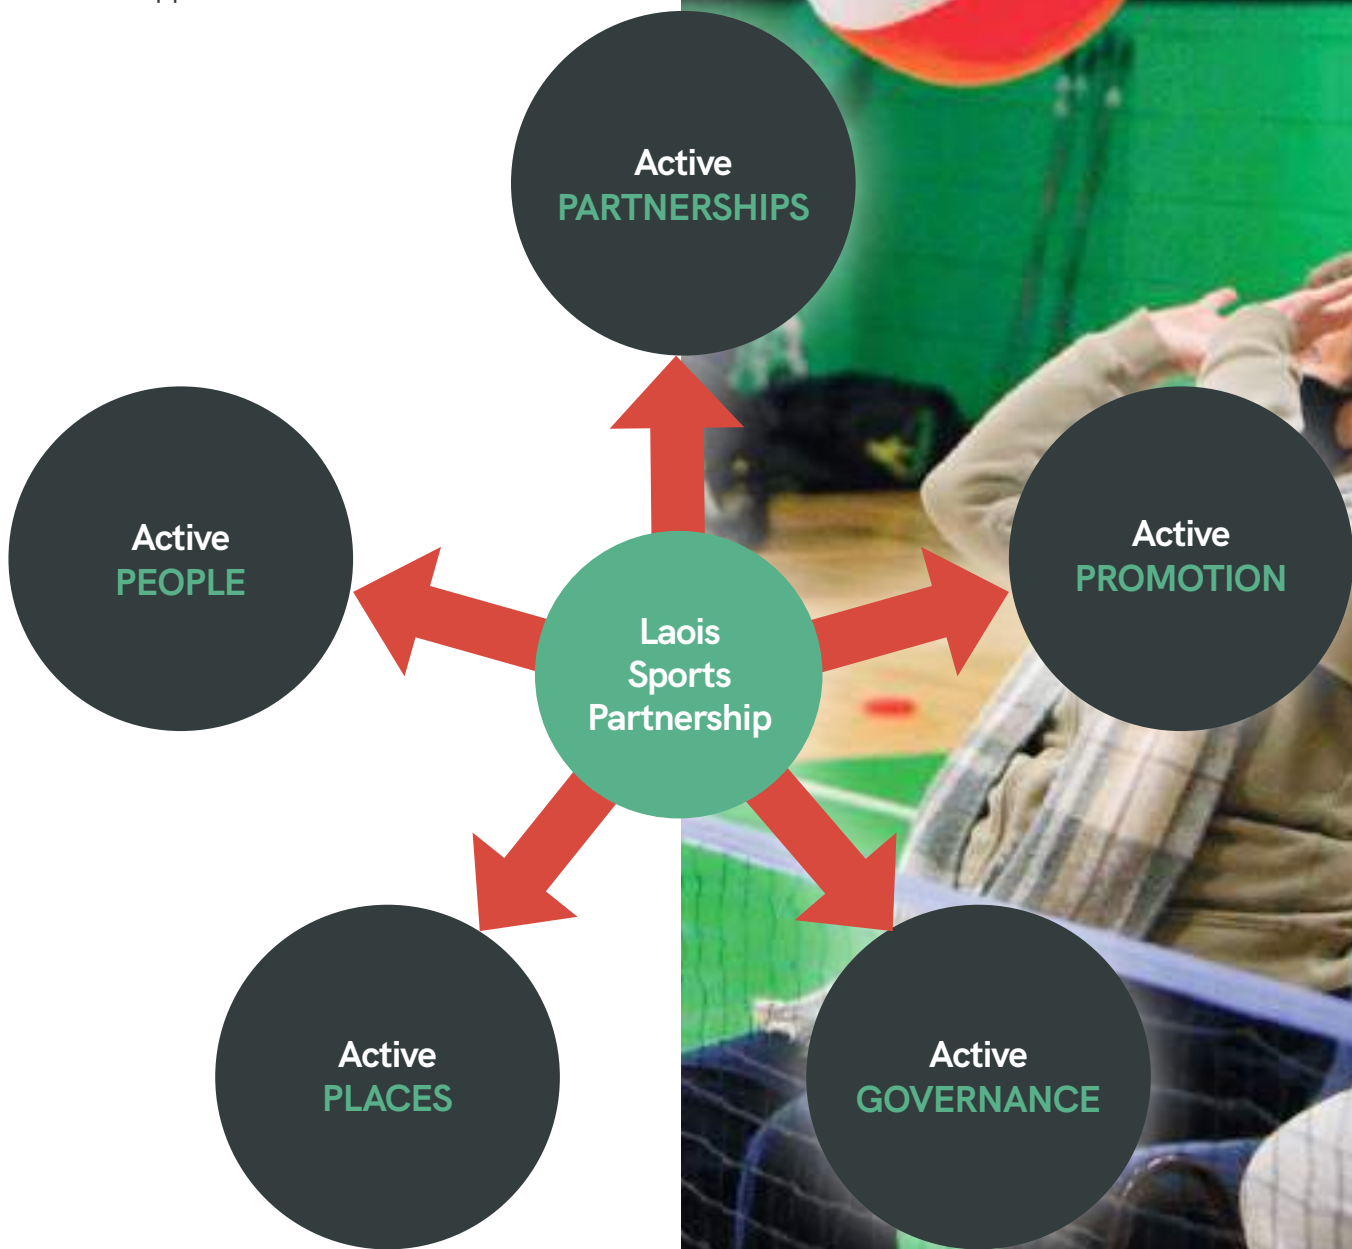 Active
PARTNERSHIPS
Active
PEOPLE
Active
PROMOTION
Laois
Sports
Partnership
Active
PLACES
Active
GOVERNANCE